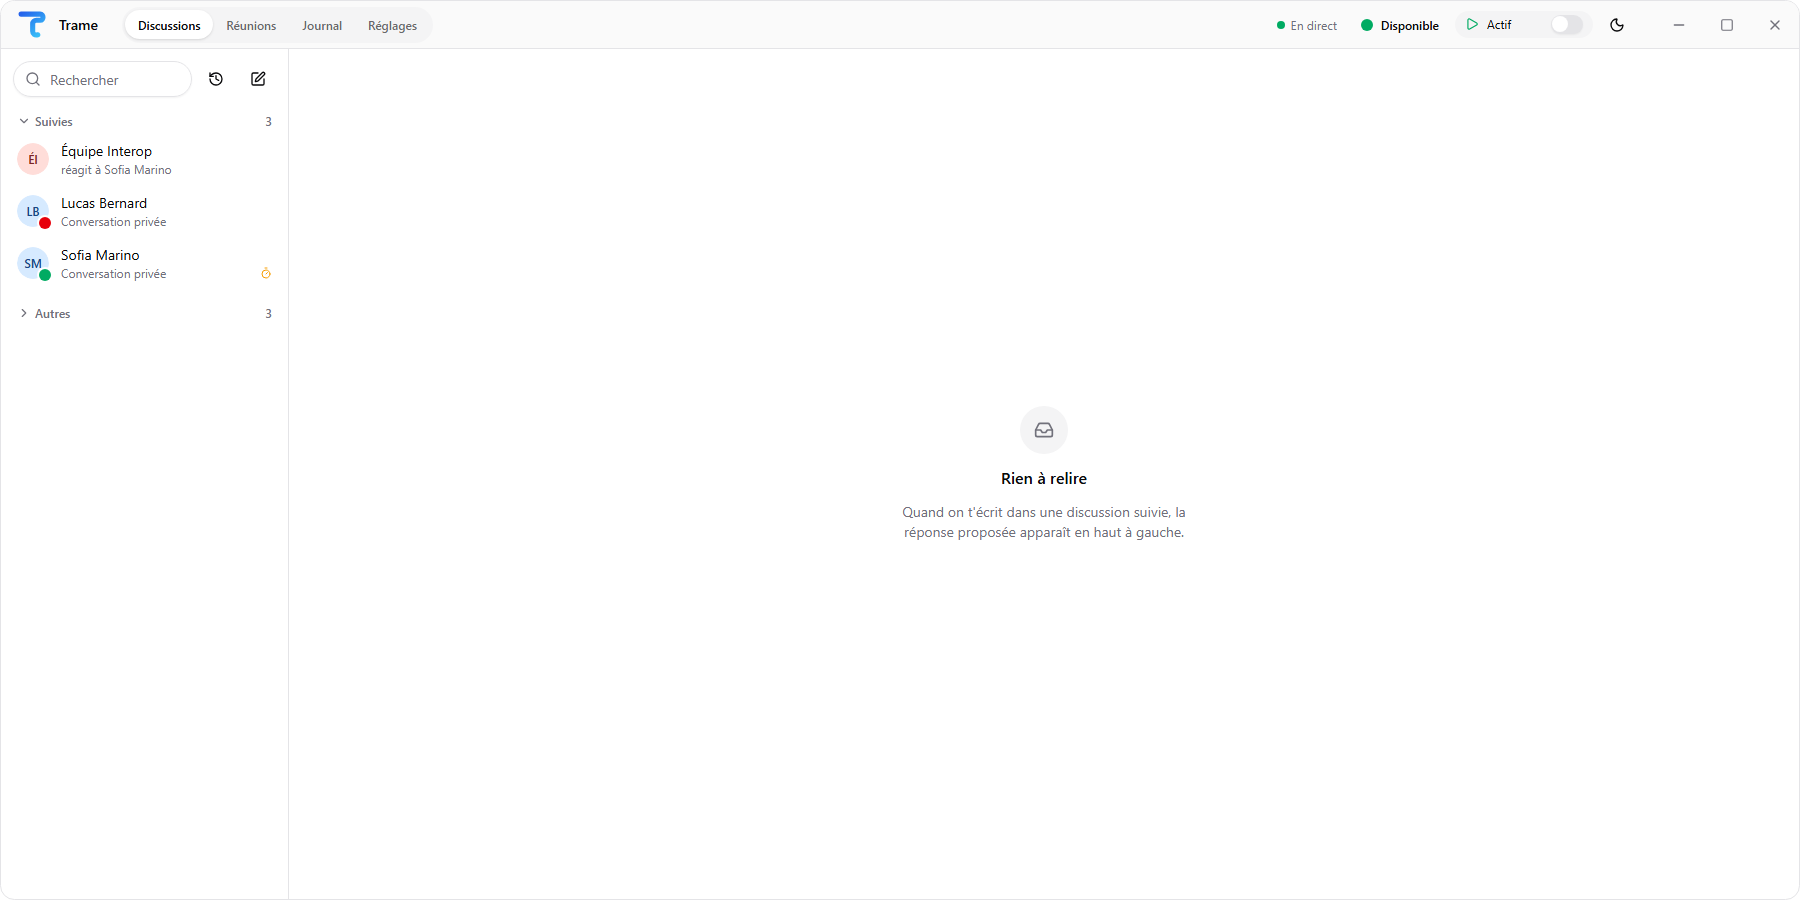 Trame
Discussions
Réunions
Journal
Réglages
En direct
Disponible
Actif
Rechercher
Suivies
3
ÉI
Équipe Interop
réagit à Sofia Marino
LB
Lucas Bernard
Conversation privée
SM
Sofia Marino
Conversation privée
Autres
3
Rien à relire
Quand on t'écrit dans une discussion suivie, la
réponse proposée apparaît en haut à gauche.